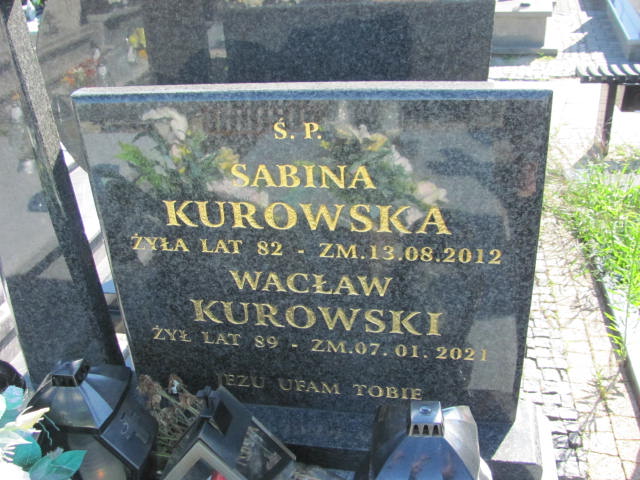 Ś. P.
SABINA
KUROWSKA
ŻYŁA LAT 82 - ZM.13.08.2012
WACŁAW
KUROWSKI
ŻYŁ LAT 89 - ZM.07.01.2021
JEZU UFAM TOBIE